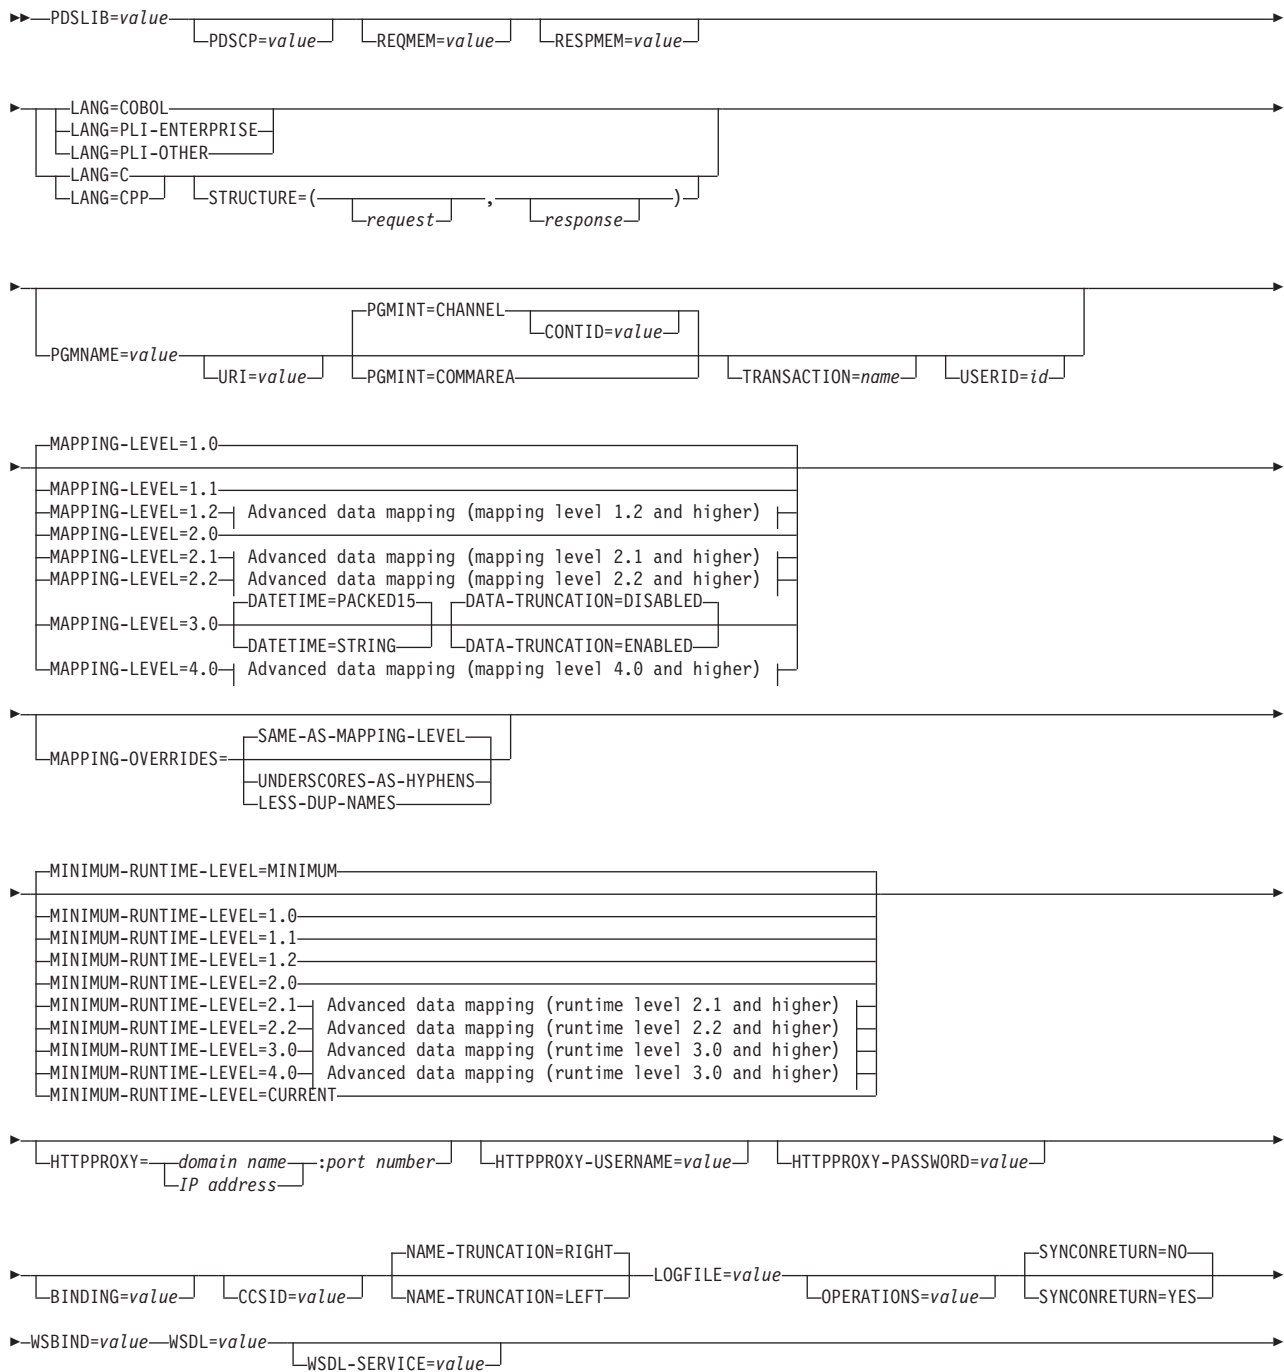 PDSLIB=value
PDSCP=value REQMEM=value RESPMEM=value
LANG=COBOL
LANG=PLI-ENTERPRISE
LANG=PLI-OTHER
LANG=C
LANG=CPP STRUCTURE=( , )
request response
PGMINT=CHANNEL
CONTID=value
PGMNAME=value
URI=value PGMINT=COMMAREA TRANSACTION=name USERID=id
MAPPING-LEVEL=1.0
MAPPING-LEVEL=1.1
MAPPING-LEVEL=1.2 Advanced data mapping (mapping level 1.2 and higher)
MAPPING-LEVEL=2.0
MAPPING-LEVEL=2.1 Advanced data mapping (mapping level 2.1 and higher)
MAPPING-LEVEL=2.2 Advanced data mapping (mapping level 2.2 and higher)
DATETIME=PACKED15 DATA-TRUNCATION=DISABLED
MAPPING-LEVEL=3.0
DATETIME=STRING DATA-TRUNCATION=ENABLED
MAPPING-LEVEL=4.0 Advanced data mapping (mapping level 4.0 and higher)
SAME-AS-MAPPING-LEVEL
MAPPING-OVERRIDES=
UNDERSCORES-AS-HYPHENS
LESS-DUP-NAMES
MINIMUM-RUNTIME-LEVEL=MINIMUM
MINIMUM-RUNTIME-LEVEL=1.0
MINIMUM-RUNTIME-LEVEL=1.1
MINIMUM-RUNTIME-LEVEL=1.2
MINIMUM-RUNTIME-LEVEL=2.0
MINIMUM-RUNTIME-LEVEL=2.1 Advanced data mapping (runtime level 2.1 and higher)
MINIMUM-RUNTIME-LEVEL=2.2 Advanced data mapping (runtime level 2.2 and higher)
MINIMUM-RUNTIME-LEVEL=3.0 Advanced data mapping (runtime level 3.0 and higher)
MINIMUM-RUNTIME-LEVEL=4.0 Advanced data mapping (runtime level 3.0 and higher)
MINIMUM-RUNTIME-LEVEL=CURRENT
HTTPPROXY= domain name :port number HTTPPROXY-USERNAME=value HTTPPROXY-PASSWORD=value
IP address
NAME-TRUNCATION=RIGHT SYNCONRETURN=NO
LOGFILE=value
BINDING=value CCSID=value NAME-TRUNCATION=LEFT OPERATIONS=value SYNCONRETURN=YES
WSBIND=value WSDL=value
WSDL-SERVICE=value